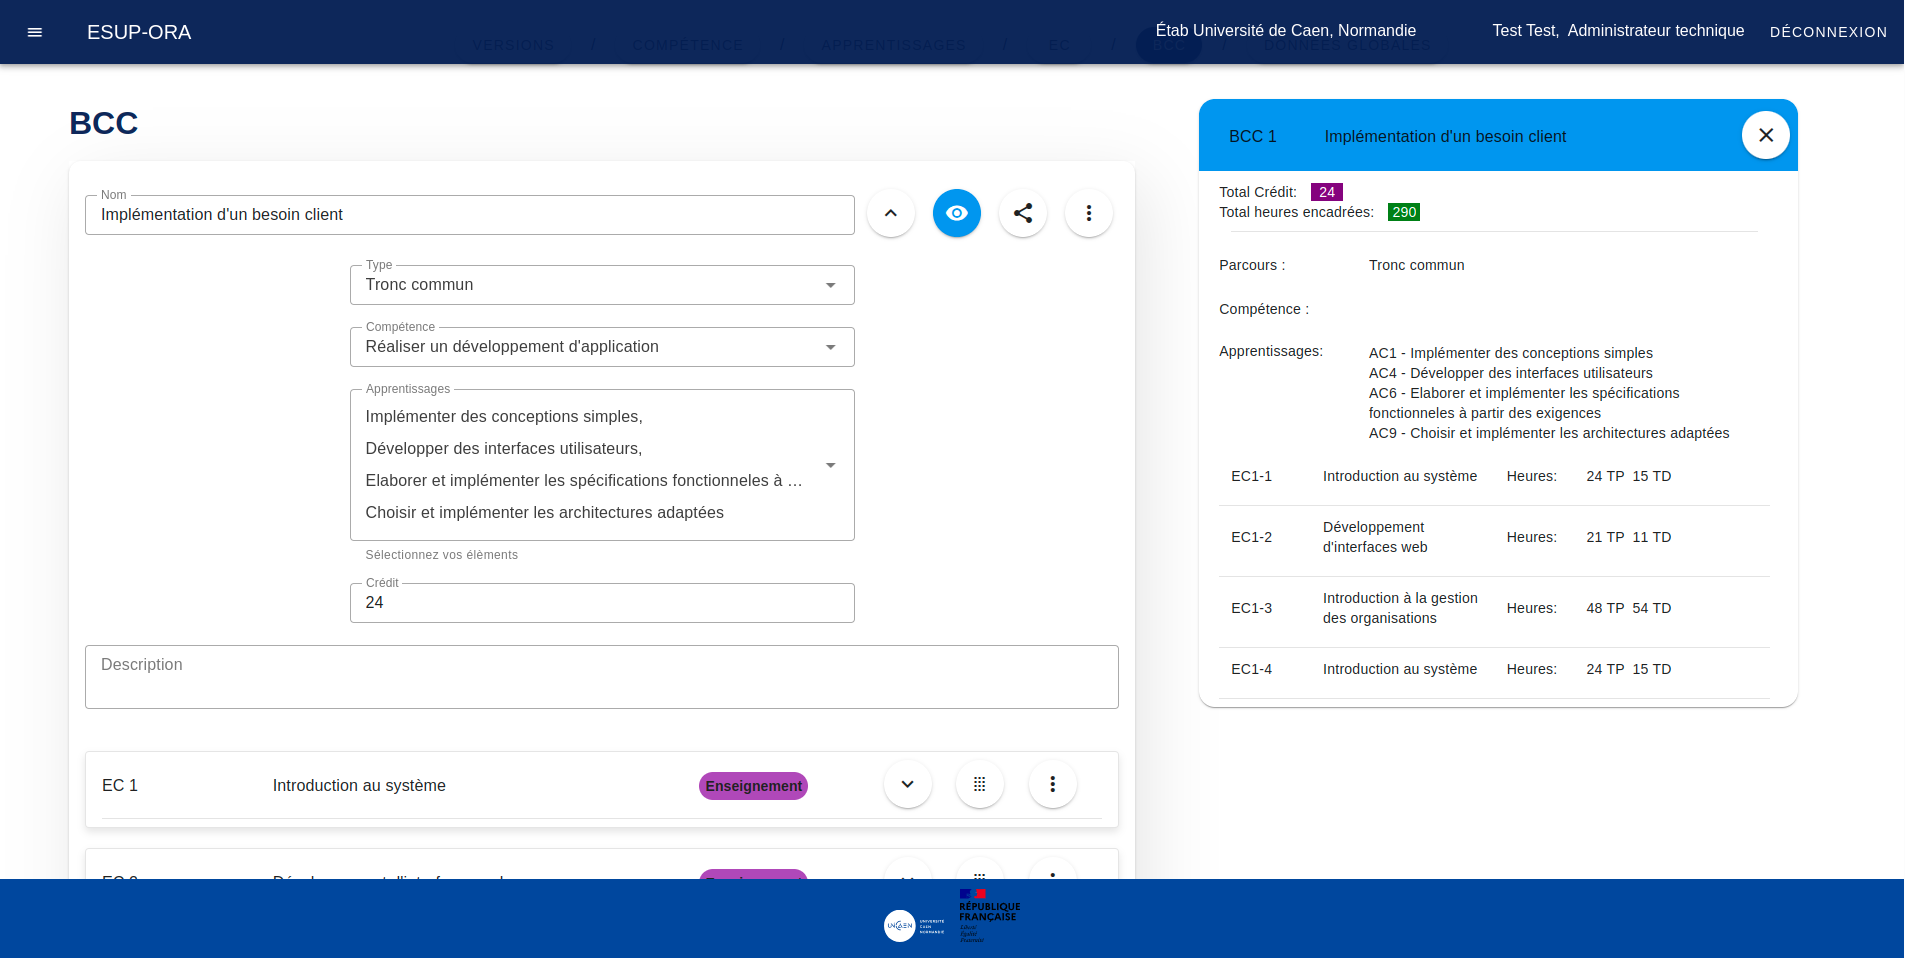 ESUP-ORA
VERSIONS / COMPÉTENCE / APPRENTISSAGES / EC / BCC / DONNÉES GLOBALES
Étab Université de Caen, Normandie
Test Test, Administrateur technique
DÉCONNEXION
BCC
Nom
Implémentation d'un besoin client
Type
Tronc commun
Compétence
Réaliser un développement d'application
Apprentissages
Implémenter des conceptions simples,
Développer des interfaces utilisateurs,
Elaborer et implémenter les spécifications fonctionneles à ...
Choisir et implémenter les architectures adaptées
Sélectionnez vos éléments
Crédit
24
Description
EC 1 Introduction au système Enseignement
BCC 1 Implémentation d'un besoin client
Total Crédit: 24
Total heures encadrées: 290
Parcours : Tronc commun
Compétence :
Apprentissages: AC1 - Implémenter des conceptions simples
AC4 - Développer des interfaces utilisateurs
AC6 - Elaborer et implémenter les spécifications
fonctionneles à partir des exigences
AC9 - Choisir et implémenter les architectures adaptées
EC1-1 Introduction au système Heures: 24 TP 15 TD
EC1-2 Développement
d'interfaces web Heures: 21 TP 11 TD
EC1-3 Introduction à la gestion
des organisations Heures: 48 TP 54 TD
EC1-4 Introduction au système Heures: 24 TP 15 TD
UNICAEN
UNIVERSITÉ
CAEN
NORMANDIE
RÉPUBLIQUE
FRANÇAISE
Liberté
Égalité
Fraternité